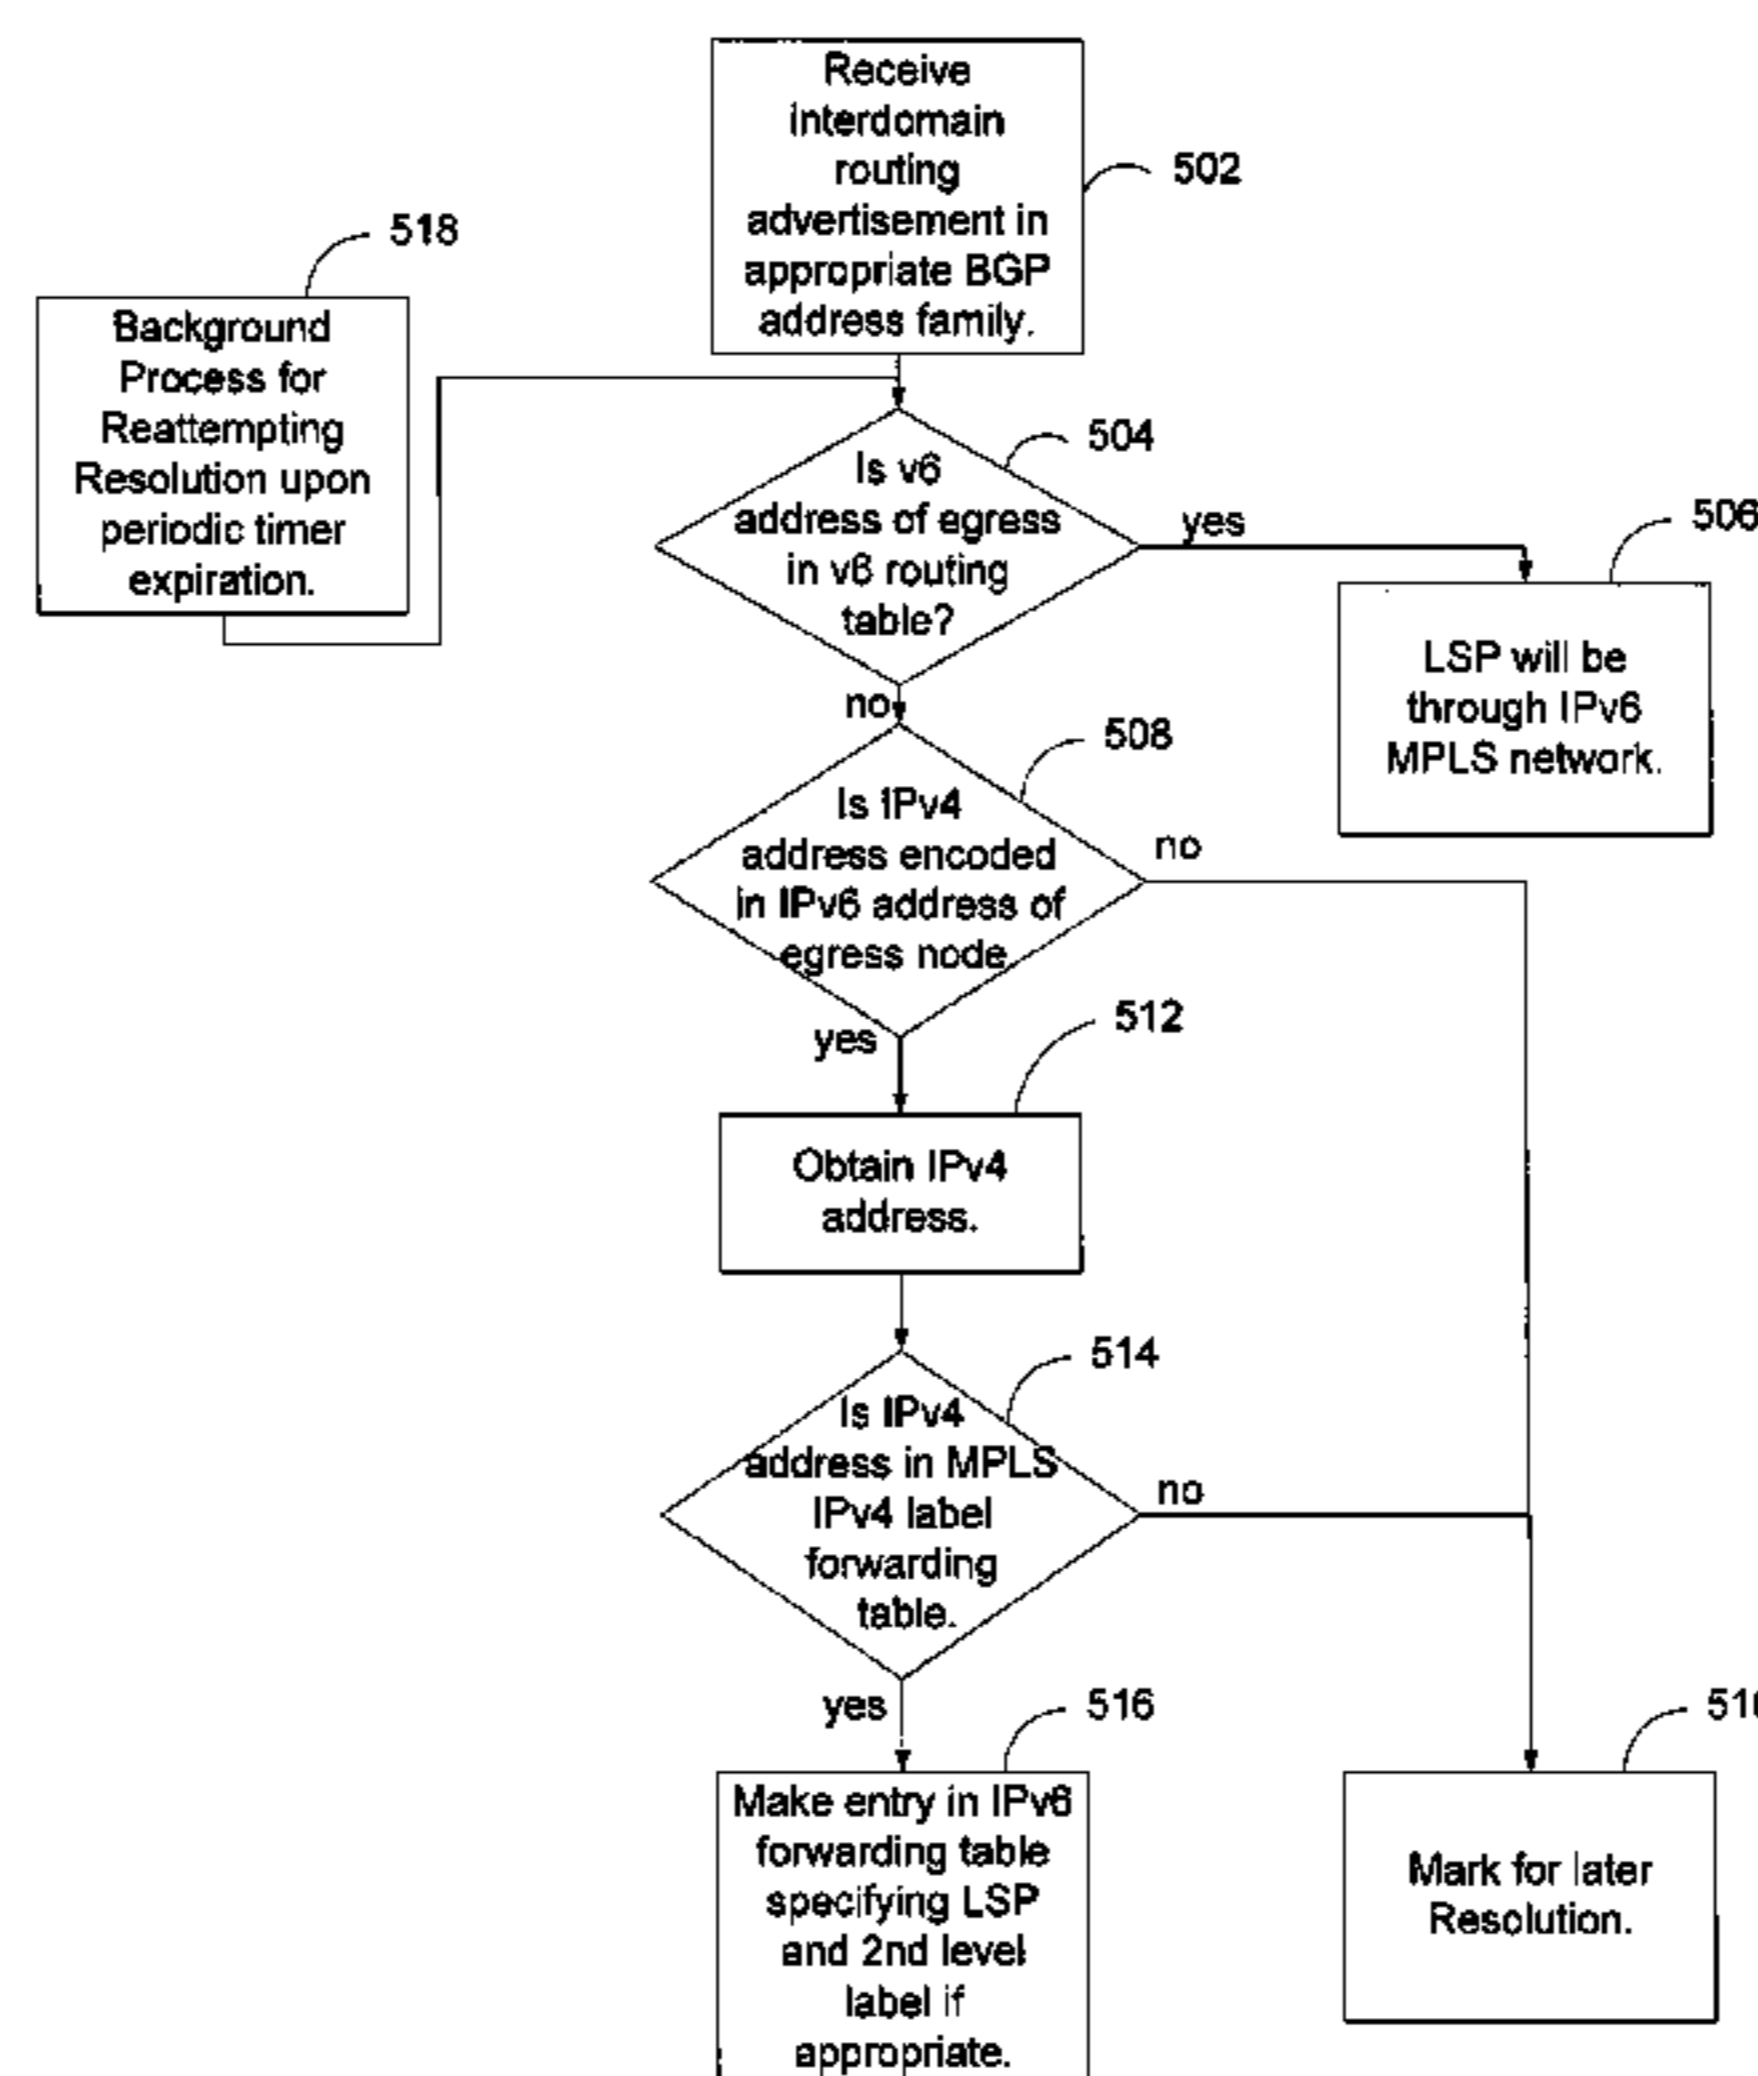 Receive
interdomain
routing
advertisement in
appropriate BGP
address family.
502
518
Background
Process for
Reattempting
Resolution upon
periodic timer
expiration.
504
Is v6
address of egress
in v6 routing
table?
yes
506
LSP will be
through IPv6
MPLS network.
no
508
Is IPv4
address encoded
in IPv6 address of
egress node
no
yes
512
Obtain IPv4
address.
514
Is IPv4
address in MPLS
IPv4 label
forwarding
table.
no
yes
516
Make entry in IPv6
forwarding table
specifying LSP
and 2nd level
label if
appropriate.
510
Mark for later
Resolution.